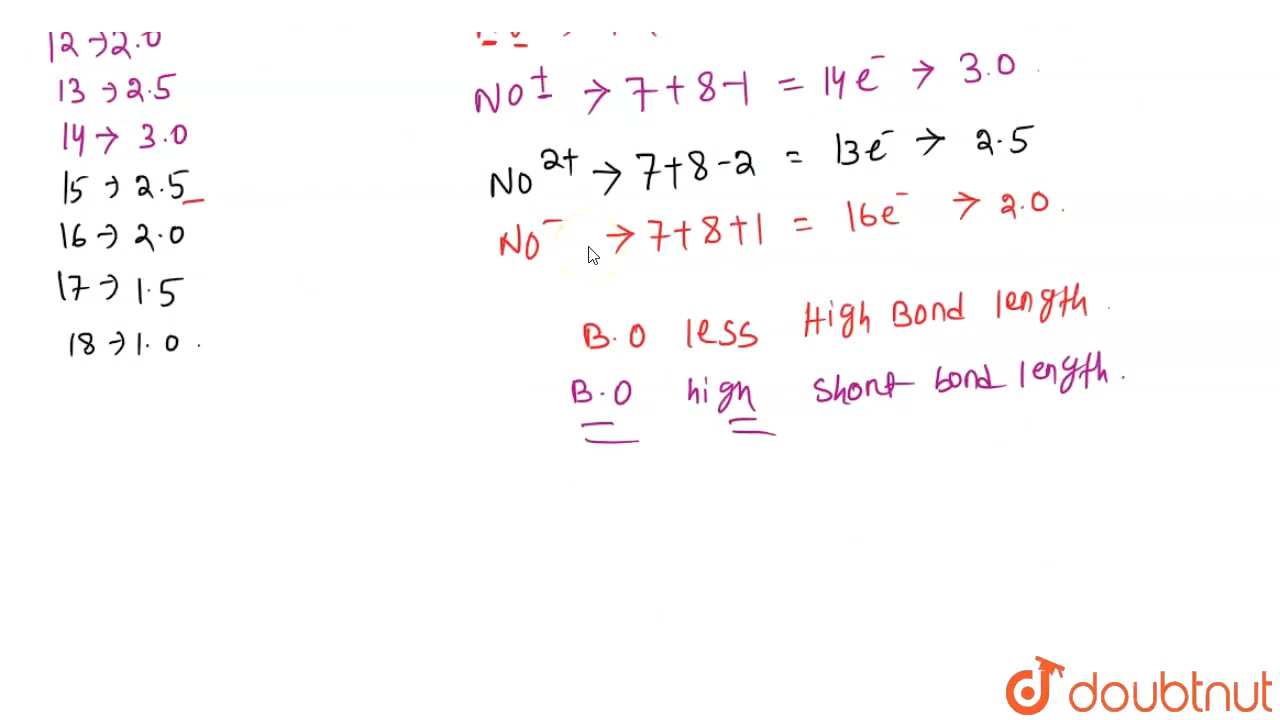 12 → 2.0
13 → 2.5
14 → 3.0
15 → 2.5
16 → 2.0
17 → 1.5
18 → 1.0 .
NO± → 7+8-1 = 14e⁻ → 3.0 .
NO²⁺ → 7+8-2 = 13e⁻ → 2.5
NO⁻ → 7+8+1 = 16e⁻ → 2.0 .
B.O less High Bond length .
B.O high Short bond length .
doubtnut